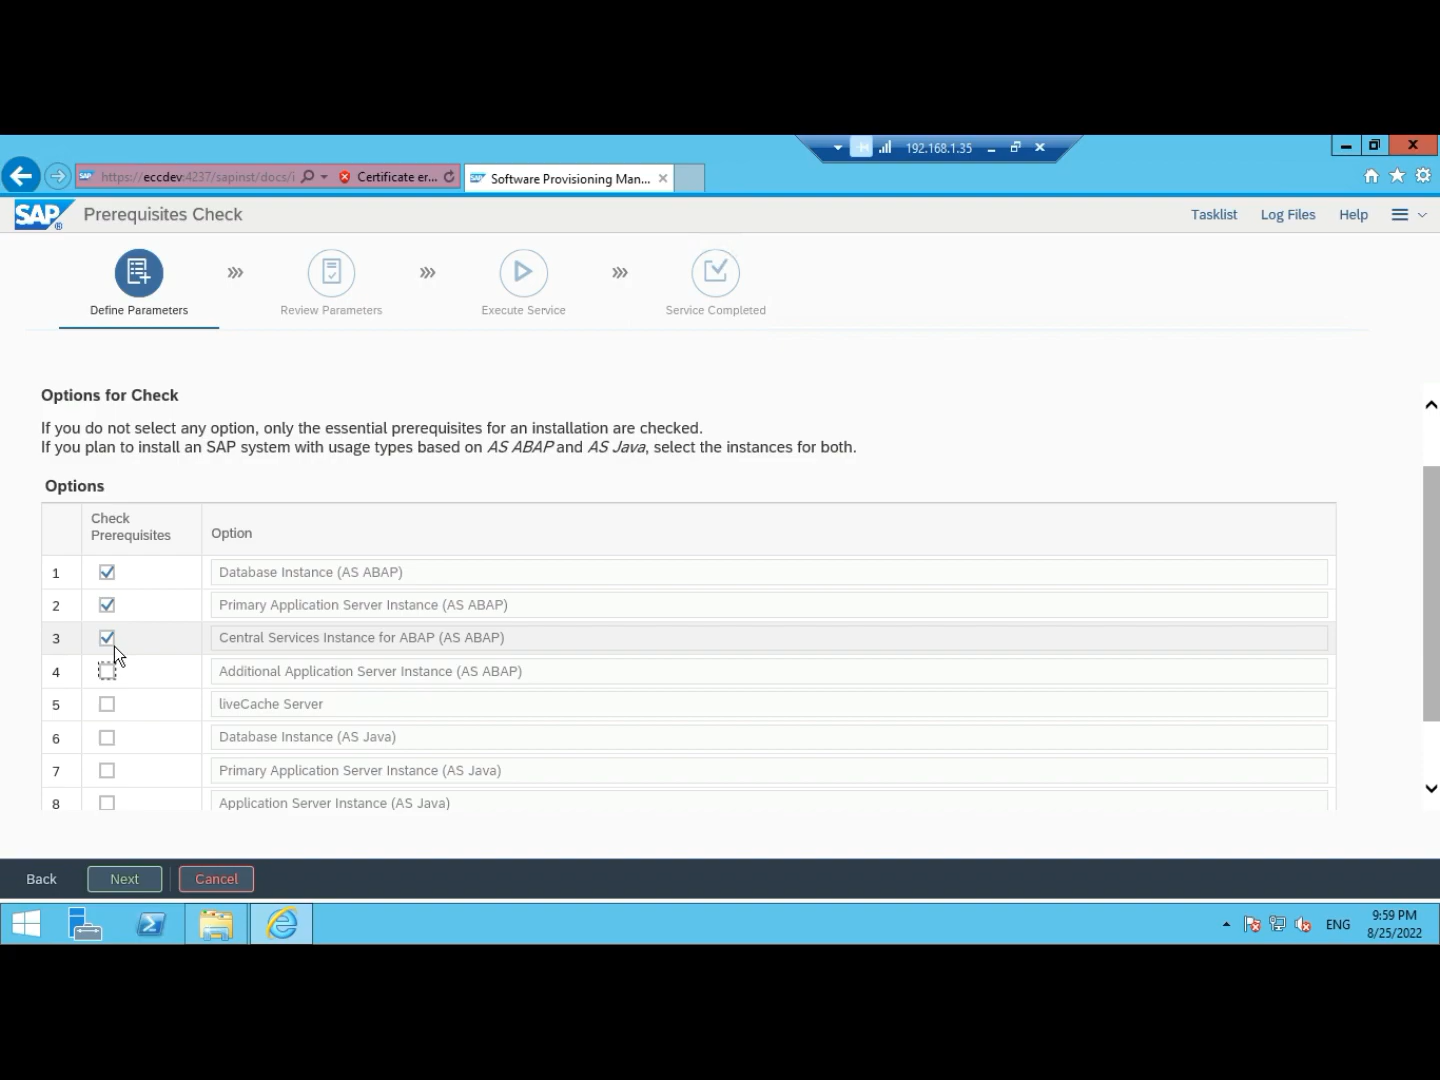 192.168.1.35
https://eccdev:4237/sapinst/docs/i
Certificate er...
Software Provisioning Man...
SAP®
Prerequisites Check
Tasklist
Log Files
Help
Define Parameters
Review Parameters
Execute Service
Service Completed
Options for Check
If you do not select any option, only the essential prerequisites for an installation are checked.
If you plan to install an SAP system with usage types based on AS ABAP and AS Java, select the instances for both.
Options
Check
Prerequisites
Option
1 Database Instance (AS ABAP)
2 Primary Application Server Instance (AS ABAP)
3 Central Services Instance for ABAP (AS ABAP)
4 Additional Application Server Instance (AS ABAP)
5 liveCache Server
6 Database Instance (AS Java)
7 Primary Application Server Instance (AS Java)
8 Application Server Instance (AS Java)
Back
Next
Cancel
ENG
9:59 PM
8/25/2022